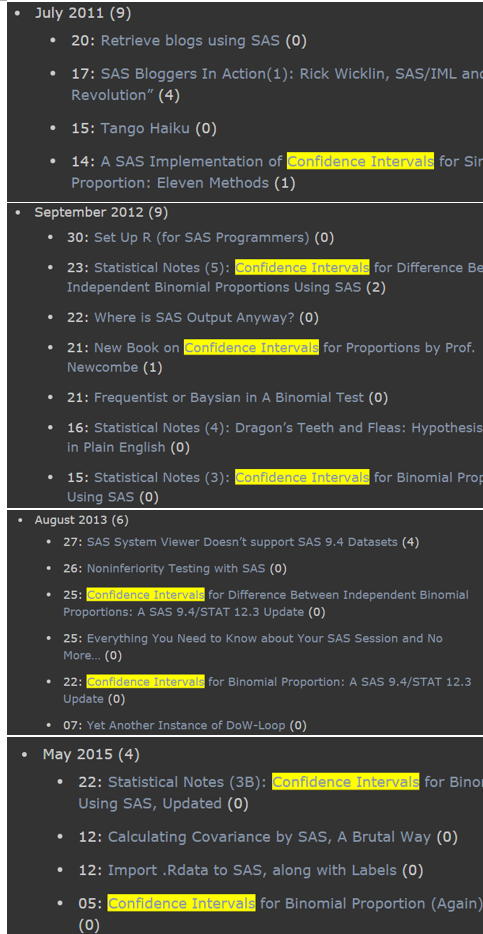 July 2011 (9)
20: Retrieve blogs using SAS (0)
17: SAS Bloggers In Action(1): Rick Wicklin, SAS/IML
Revolution” (4)
15: Tango Haiku (0)
14: A SAS Implementation of Confidence Intervals for
Proportion: Eleven Methods (1)
September 2012 (9)
30: Set Up R (for SAS Programmers) (0)
23: Statistical Notes (5): Confidence Intervals for Difference
Independent Binomial Proportions Using SAS (2)
22: Where is SAS Output Anyway? (0)
21: New Book on Confidence Intervals for Proportions by Prof.
Newcombe (1)
21: Frequentist or Baysian in A Binomial Test (0)
16: Statistical Notes (4): Dragon’s Teeth and Fleas: Hypothesis
in Plain English (0)
15: Statistical Notes (3): Confidence Intervals for Binomial
Using SAS (0)
August 2013 (6)
27: SAS System Viewer Doesn’t support SAS 9.4 Datasets (4)
26: Noninferiority Testing with SAS (0)
25: Confidence Intervals for Difference Between Independent Binomial
Proportions: A SAS 9.4/STAT 12.3 Update (0)
25: Everything You Need to Know about Your SAS Session and No
More... (0)
22: Confidence Intervals for Binomial Proportion: A SAS 9.4/STAT 12.3
Update (0)
07: Yet Another Instance of DoW-Loop (0)
May 2015 (4)
22: Statistical Notes (3B): Confidence Intervals for
Using SAS, Updated (0)
12: Calculating Covariance by SAS, A Brutal Way (0)
12: Import .Rdata to SAS, along with Labels (0)
05: Confidence Intervals for Binomial Proportion (Again)
(0)